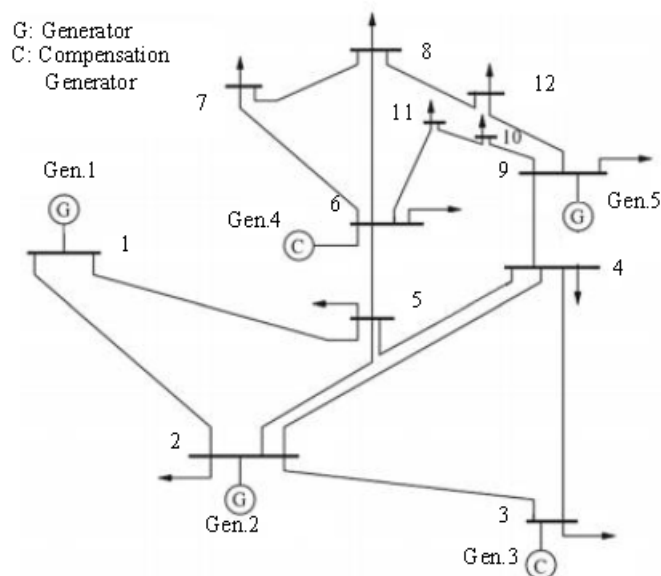 G: Generator
C: Compensation
Generator
8
7
12
11
10
9
Gen.1
G
6
Gen.4
C
G
Gen.5
1
4
5
2
G
Gen.2
3
Gen.3
C